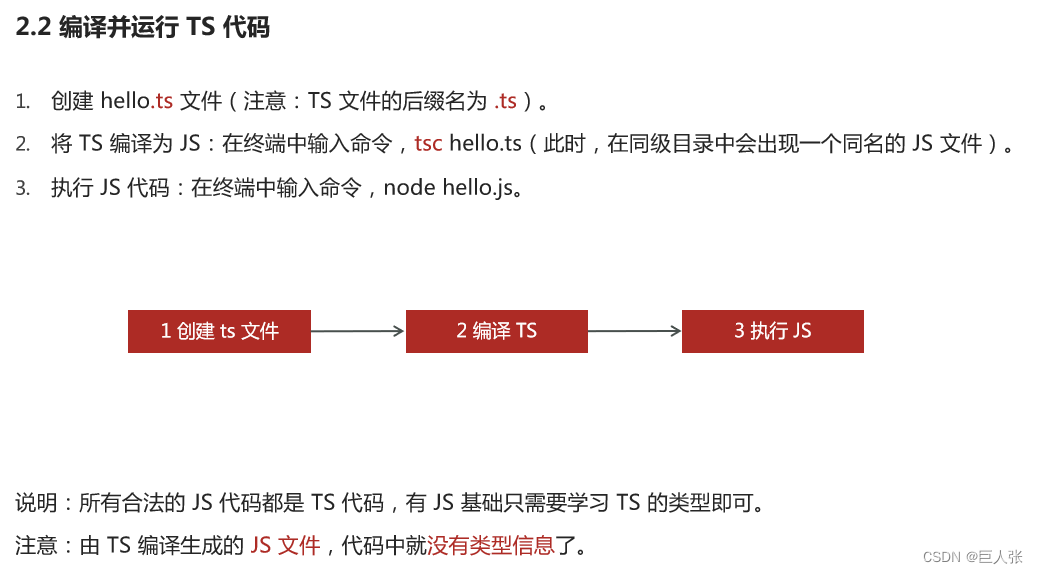 2.2 编译并运行 TS 代码
1. 创建 hello.ts 文件（注意：TS 文件的后缀名为 .ts）。
2. 将 TS 编译为 JS：在终端中输入命令，tsc hello.ts（此时，在同级目录中会出现一个同名的 JS 文件）。
3. 执行 JS 代码：在终端中输入命令，node hello.js。
1 创建 ts 文件
2 编译 TS
3 执行 JS
说明：所有合法的 JS 代码都是 TS 代码，有 JS 基础只需要学习 TS 的类型即可。
注意：由 TS 编译生成的 JS 文件，代码中就没有类型信息了。
CSDN @巨人张